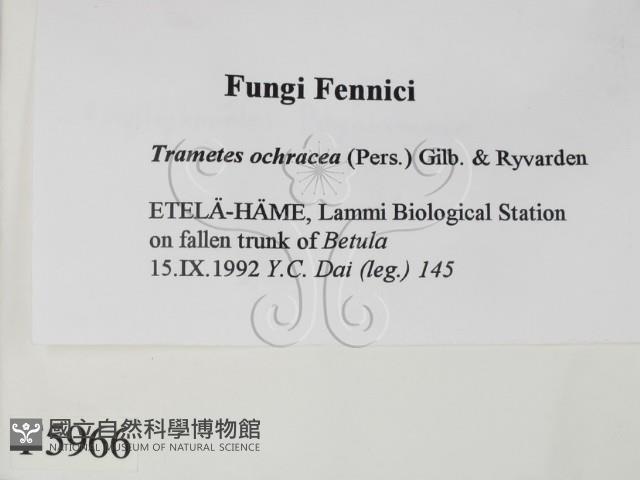 Fungi Fennici
Trametes ochracea (Pers.) Gilb. & Ryvarden
ETELÄ-HÄME, Lammi Biological Station
on fallen trunk of Betula
15.IX.1992 Y.C. Dai (leg.) 145
國立自然科學博物館
NATIONAL MUSEUM OF NATURAL SCIENCE
5966